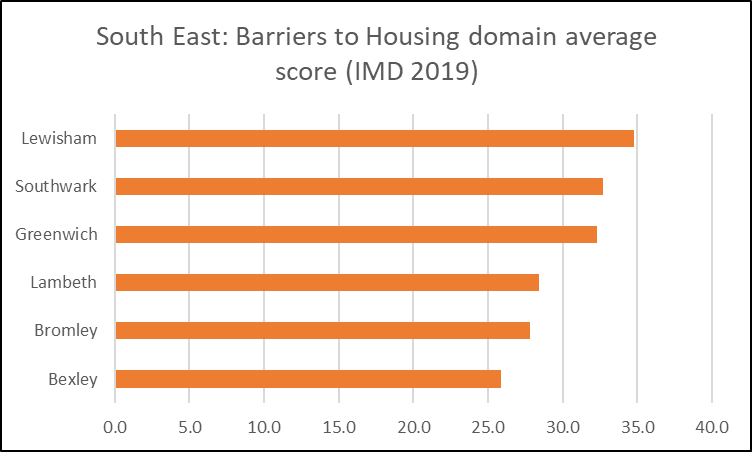 South East: Barriers to Housing domain average
score (IMD 2019)
Lewisham
Southwark
Greenwich
Lambeth
Bromley
Bexley
0.0 5.0 10.0 15.0 20.0 25.0 30.0 35.0 40.0